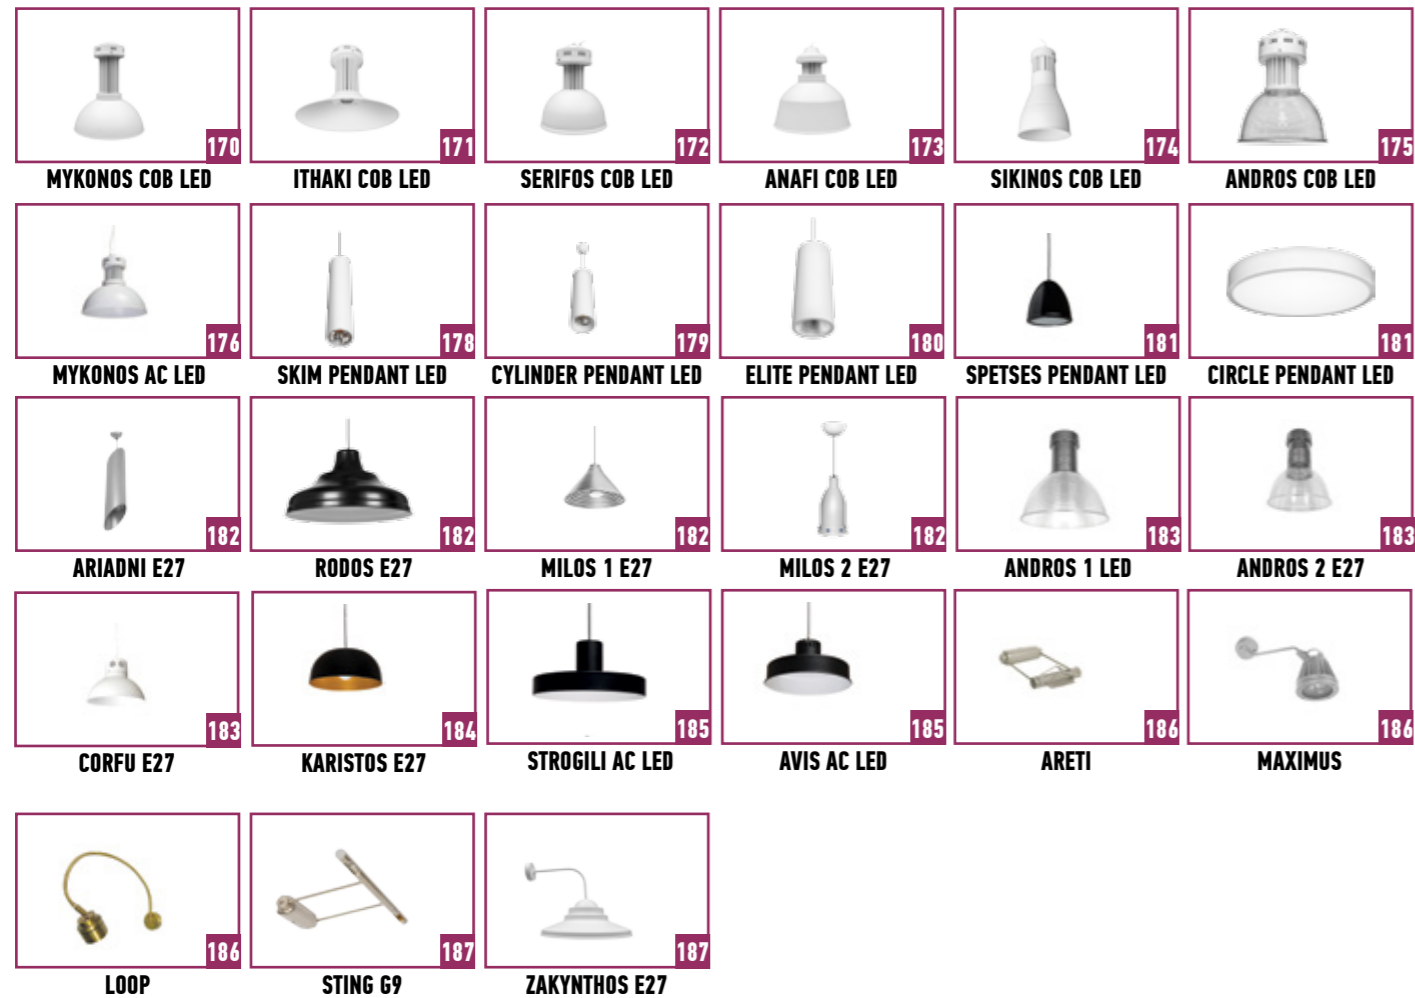 170 171 172 173 174 175
MYKONOS COB LED ITHAKI COB LED SERIFOS COB LED ANAFI COB LED SIKINOS COB LED ANDROS COB LED
176 178 179 180 181 181
MYKONOS AC LED SKIM PENDANT LED CYLINDER PENDANT LED ELITE PENDANT LED SPETSES PENDANT LED CIRCLE PENDANT LED
182 182 182 182 183 183
ARIADNI E27 RODOS E27 MILOS 1 E27 MILOS 2 E27 ANDROS 1 LED ANDROS 2 E27
183 184 185 185 186 186
CORFU E27 KARISTOS E27 STROGILI AC LED AVIS AC LED ARETI MAXIMUS
186 187 187
LOOP STING G9 ZAKYNTHOS E27